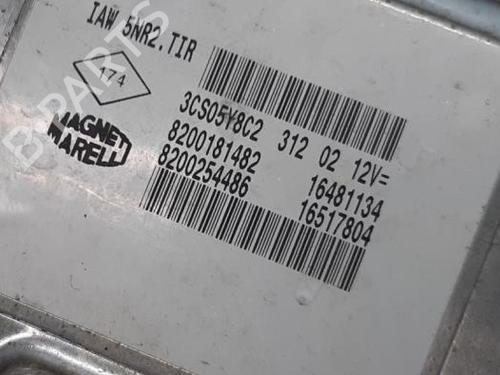 IAW 5NR2.TIR
174
MAGNETI
MARELLI
3CS05Y8C2 312 02 12V=
8200181482 16481134
8200254486 16517804
B-PARTS